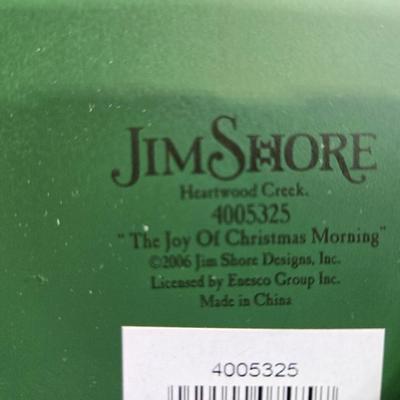 JIM SHORE
Heartwood Creek.
4005325
"The Joy Of Christmas Morning"
©2006 Jim Shore Designs, Inc.
Licensed by Enesco Group Inc.
Made in China
4005325